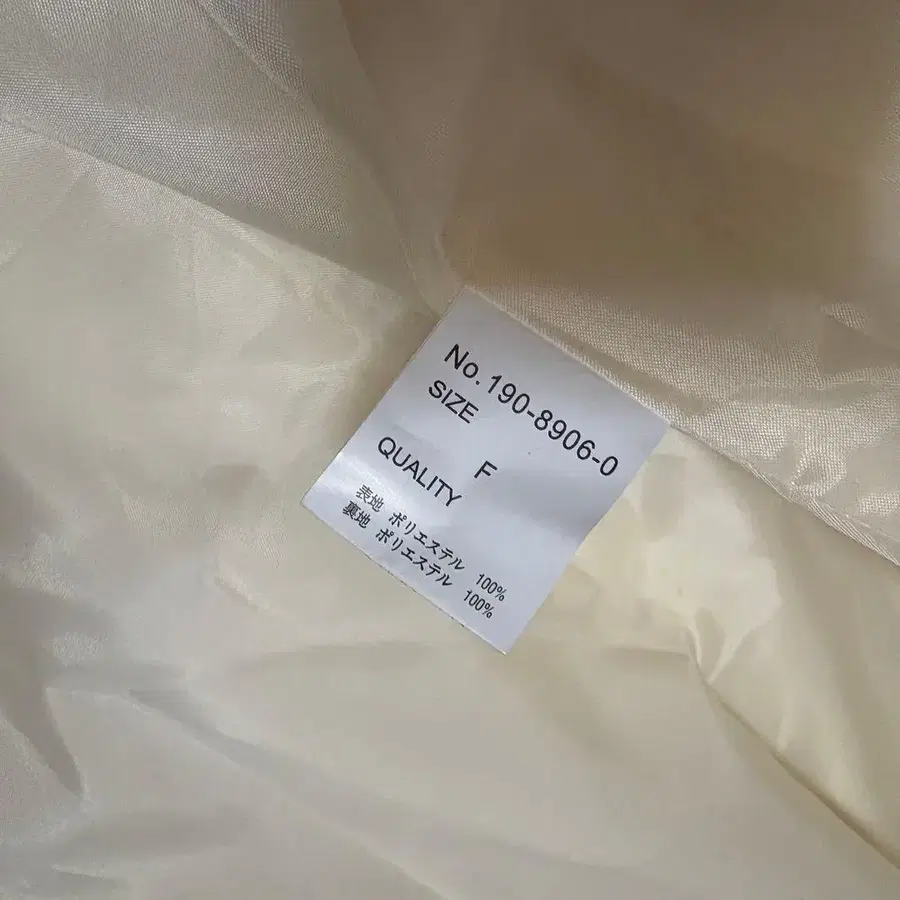 No. 190-8906-0
SIZE
F
QUALITY
表地 ポリエステル 100%
裏地 ポリエステル 100%